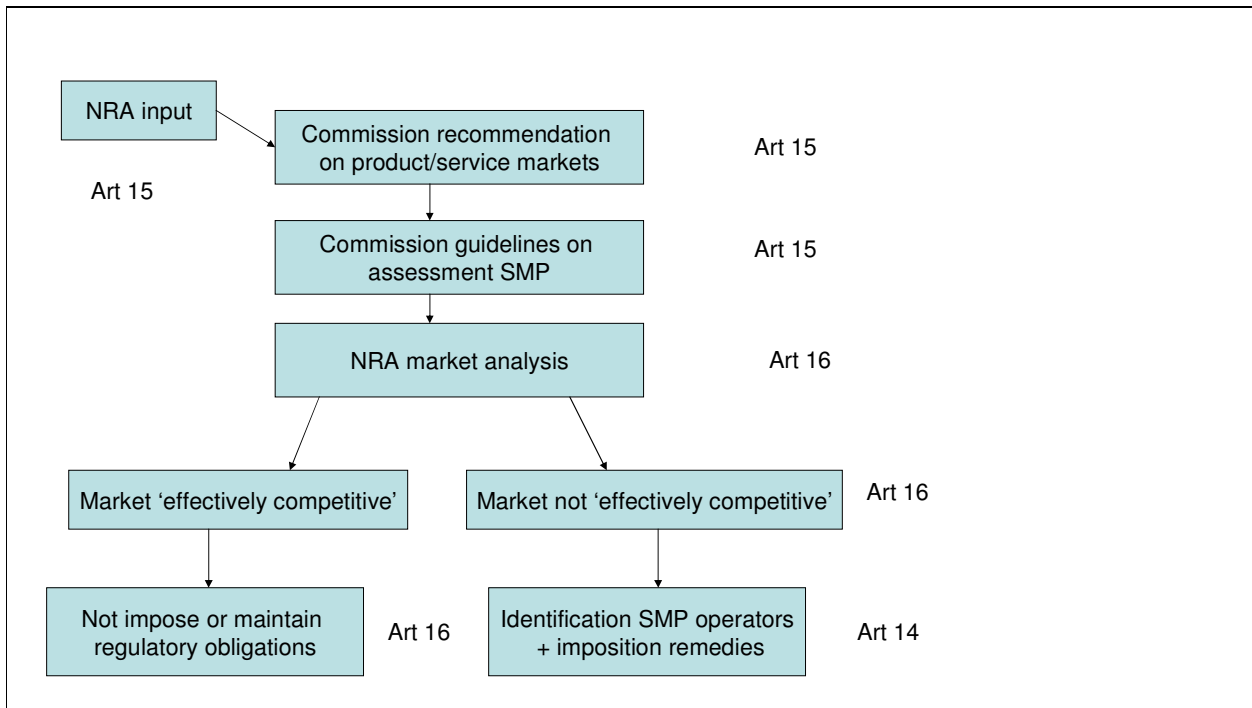 NRA input
Commission recommendation
on product/service markets
Art 15
Art 15
Commission guidelines on
assessment SMP
Art 15
NRA market analysis
Art 16
Market ‘effectively competitive’
Market not ‘effectively competitive’
Art 16
Not impose or maintain
regulatory obligations
Art 16
Identification SMP operators
+ imposition remedies
Art 14